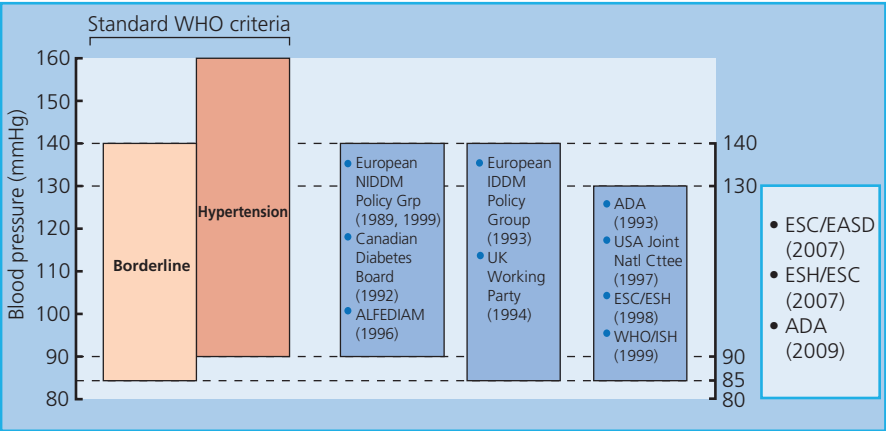 Standard WHO criteria
Blood pressure (mmHg)
160
150
140
130
120
110
100
90
80
Borderline
Hypertension
• European
NIDDM
Policy Grp
(1989, 1999)
• Canadian
Diabetes
Board
(1992)
• ALFEDIAM
(1996)
• European
IDDM
Policy
Group
(1993)
• UK
Working
Party
(1994)
• ADA
(1993)
• USA Joint
Natl Cttee
(1997)
• ESC/ESH
(1998)
• WHO/ISH
(1999)
140
130
90
85
80
• ESC/EASD
(2007)
• ESH/ESC
(2007)
• ADA
(2009)